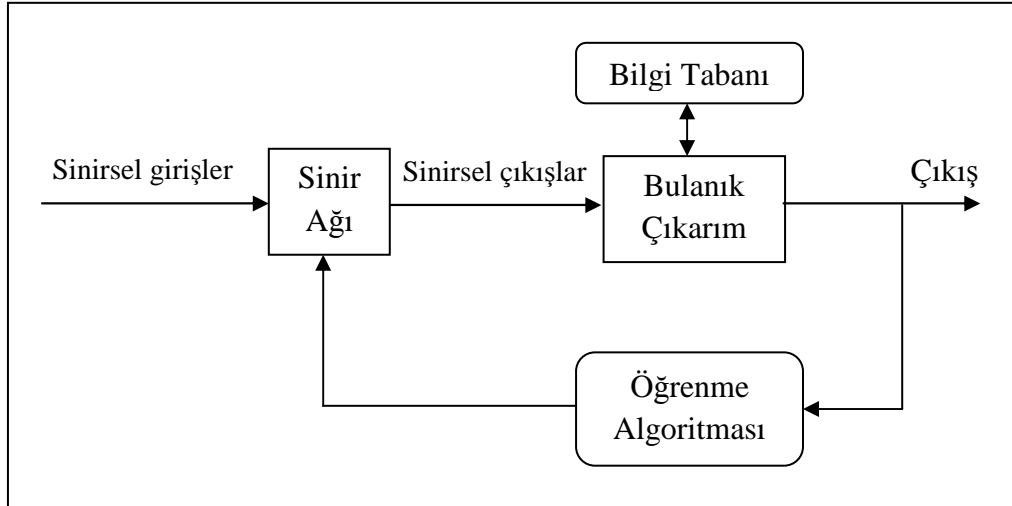 Bilgi Tabanı
Sinirsel girişler
Sinir
Ağı
Sinirsel çıkışlar
Bulanık
Çıkarım
Çıkış
Öğrenme
Algoritması